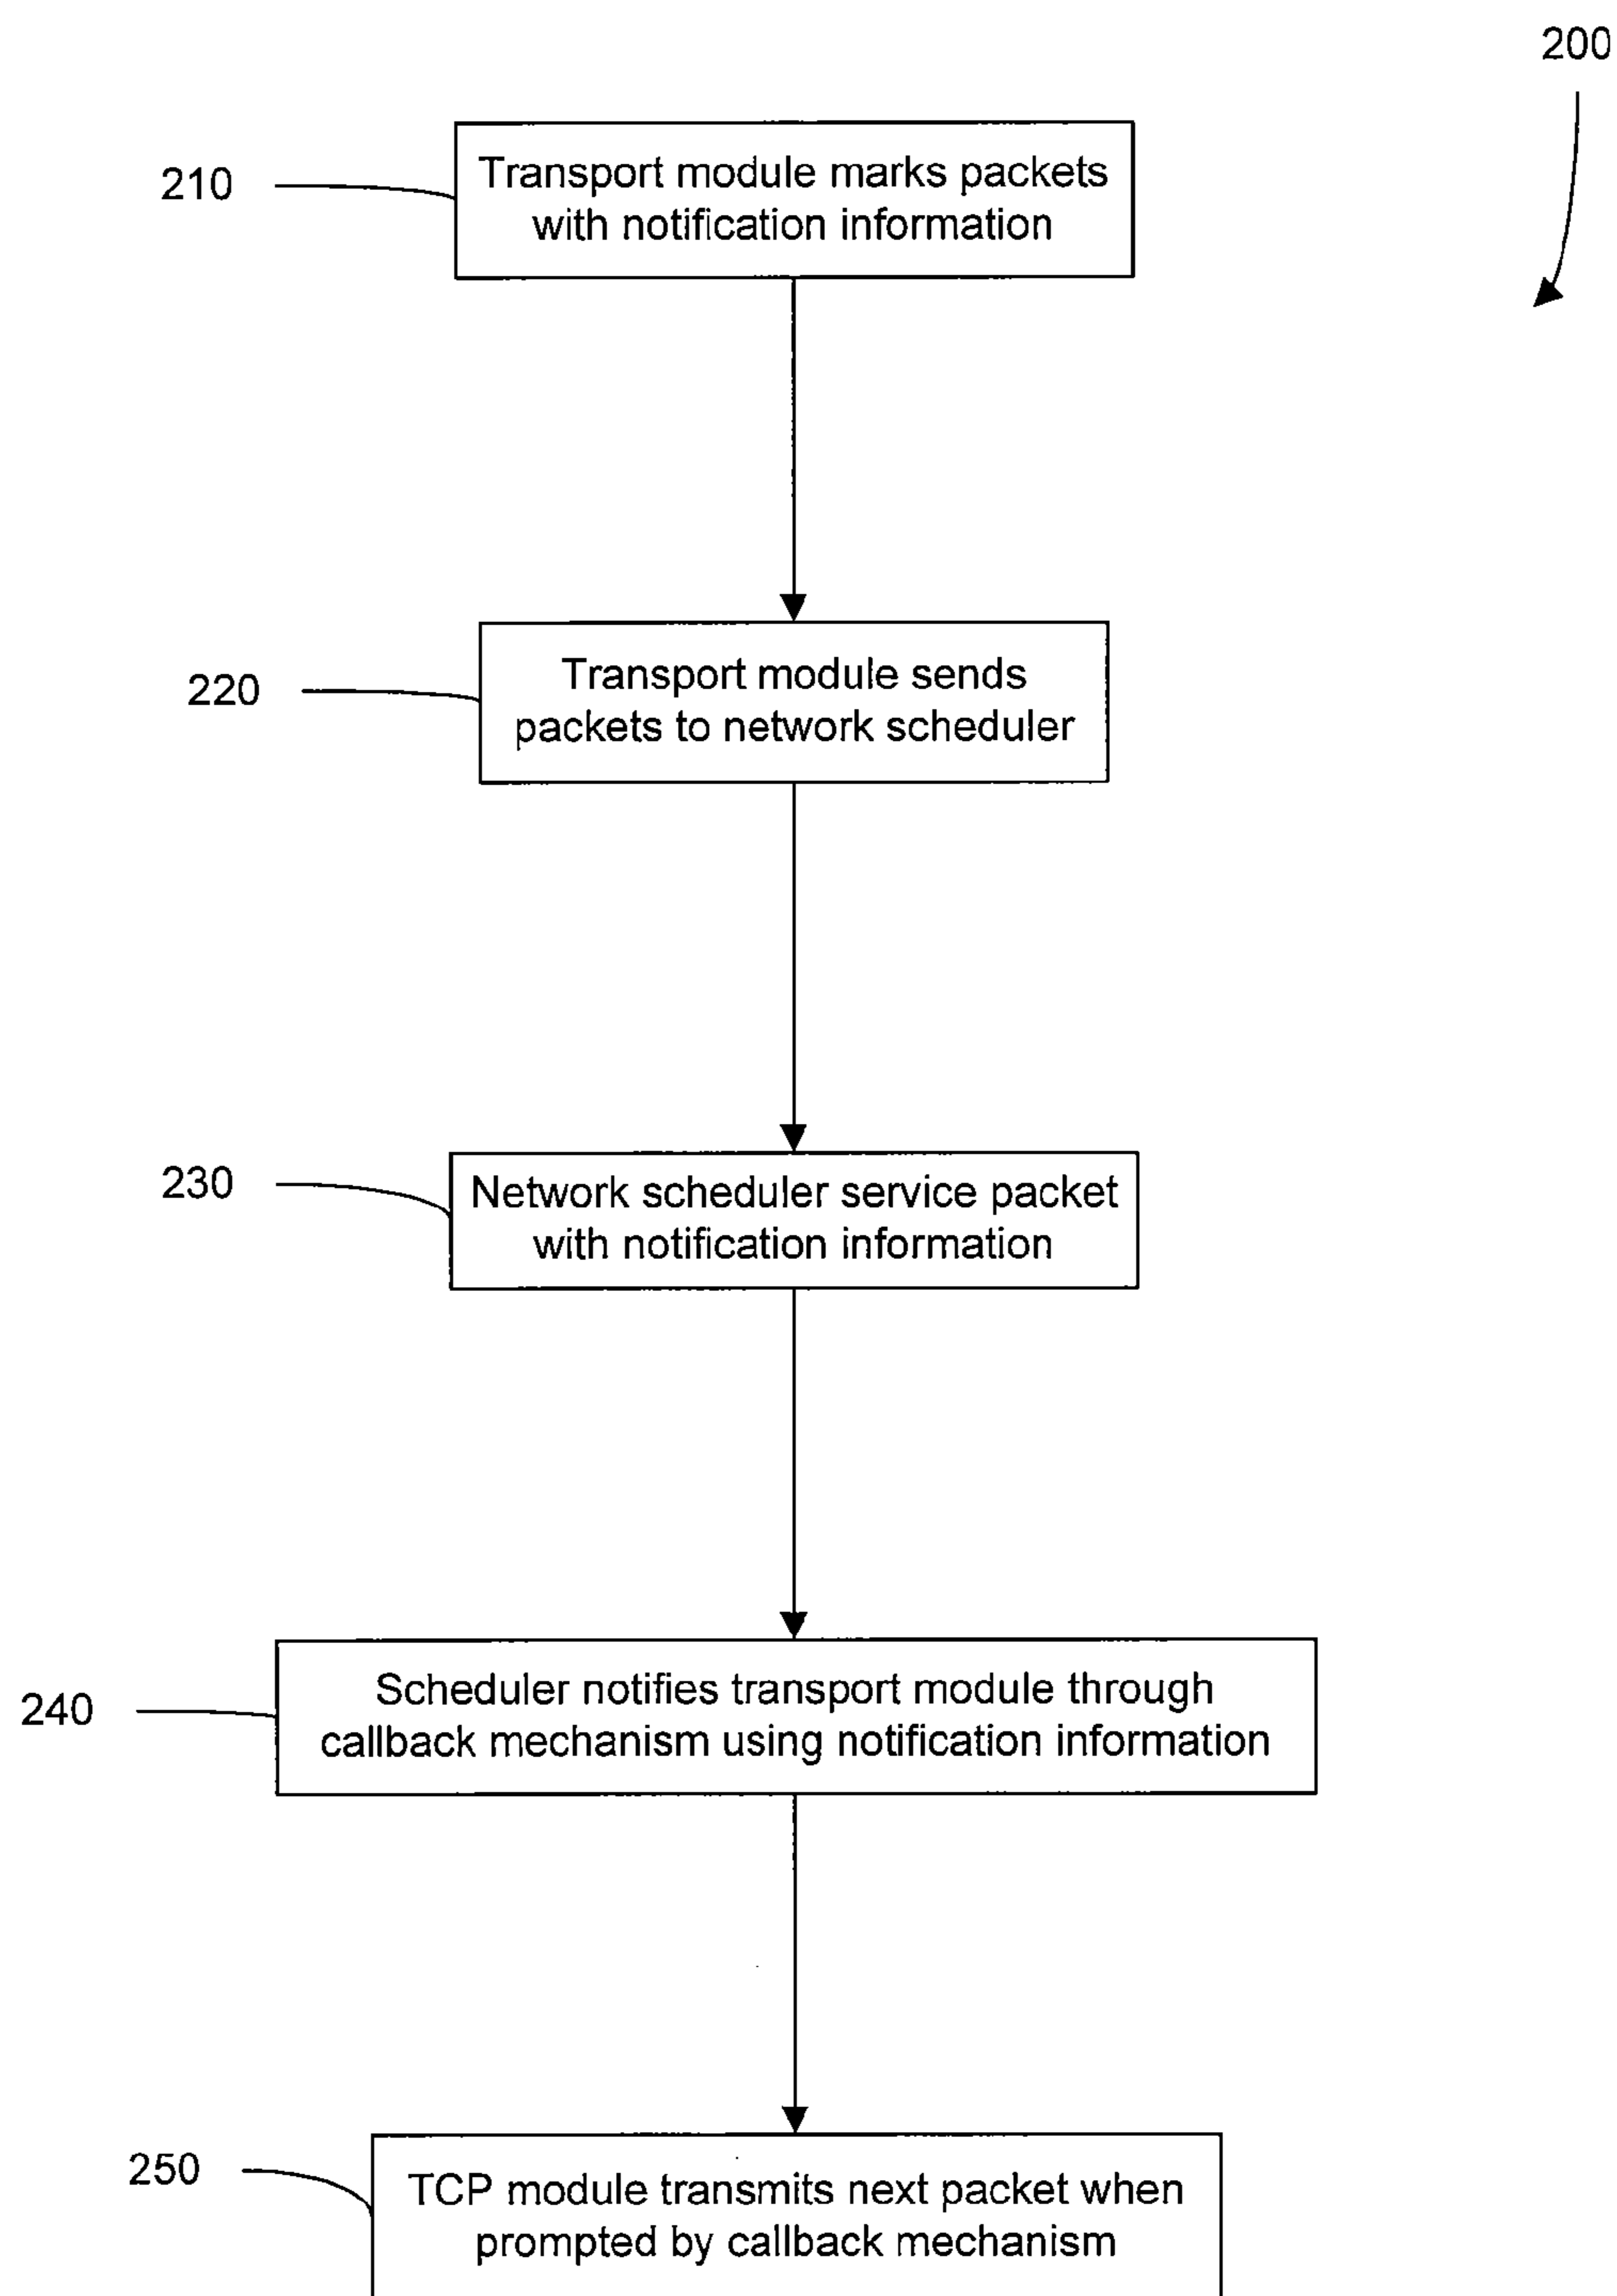 200
210
Transport module marks packets
with notification information
220
Transport module sends
packets to network scheduler
230
Network scheduler service packet
with notification information
240
Scheduler notifies transport module through
callback mechanism using notification information
250
TCP module transmits next packet when
prompted by callback mechanism